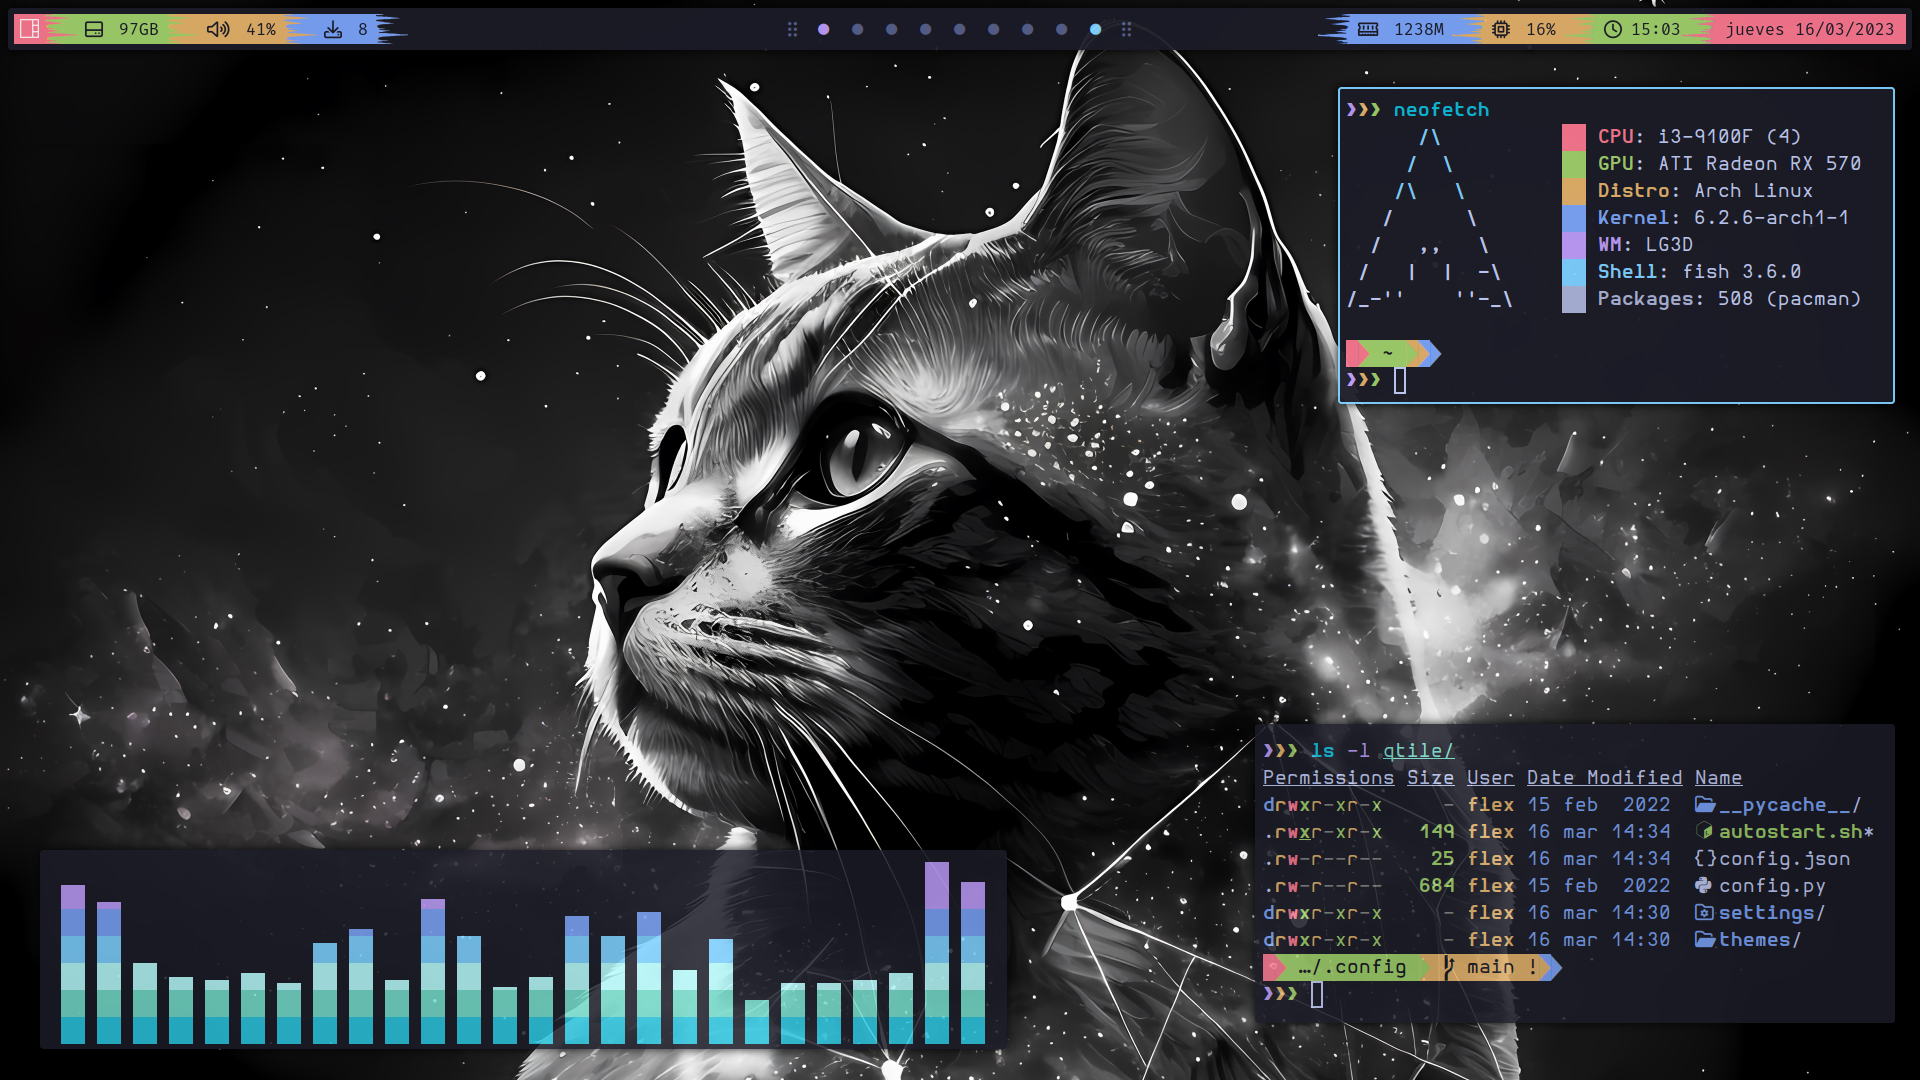 97GB 41% 8
1238M 16% 15:03 jueves 16/03/2023
❯❯❯ neofetch
/\ CPU: i3-9100F (4)
/ \ GPU: ATI Radeon RX 570
/\ \ Distro: Arch Linux
/ \ Kernel: 6.2.6-arch1-1
/ ,, \ WM: LG3D
/ | | -\ Shell: fish 3.6.0
/_-'' ''-_\ Packages: 508 (pacman)
~
❯❯❯
❯❯❯ ls -l qtile/
Permissions Size User Date Modified Name
drwxr-xr-x - flex 15 feb 2022 __pycache__/
.rwxr-xr-x 149 flex 16 mar 14:34 autostart.sh*
.rw-r--r-- 25 flex 16 mar 14:34 {}config.json
.rw-r--r-- 684 flex 15 feb 2022 config.py
drwxr-xr-x - flex 16 mar 14:30 settings/
drwxr-xr-x - flex 16 mar 14:30 themes/
…/.config main !
❯❯❯